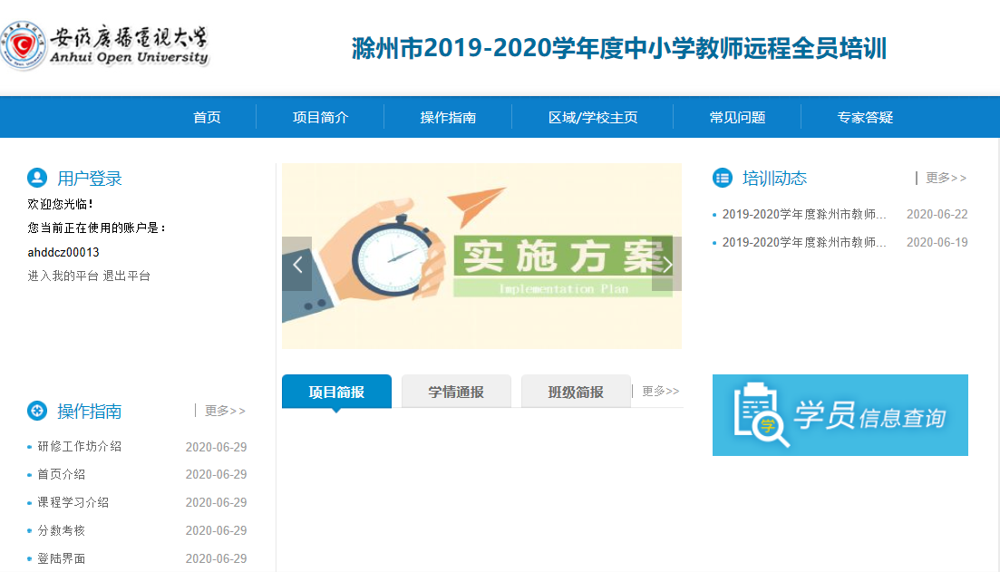 安徽廣播電視大学
Anhui Open University
滁州市2019-2020学年度中小学教师远程全员培训
首页
项目简介
操作指南
区域/学校主页
常见问题
专家答疑
用户登录
欢迎您光临！
您当前正在使用的账户是：
ahddcz00013
进入我的平台 退出平台
操作指南
更多>>
研修工作坊介绍 2020-06-29
首页介绍 2020-06-29
课程学习介绍 2020-06-29
分数考核 2020-06-29
登陆界面 2020-06-29
实施方案
Implementation Plan
项目简报
学情通报
班级简报
更多>>
培训动态
更多>>
2019-2020学年度滁州市教师... 2020-06-22
2019-2020学年度滁州市教师... 2020-06-19
学
学员信息查询